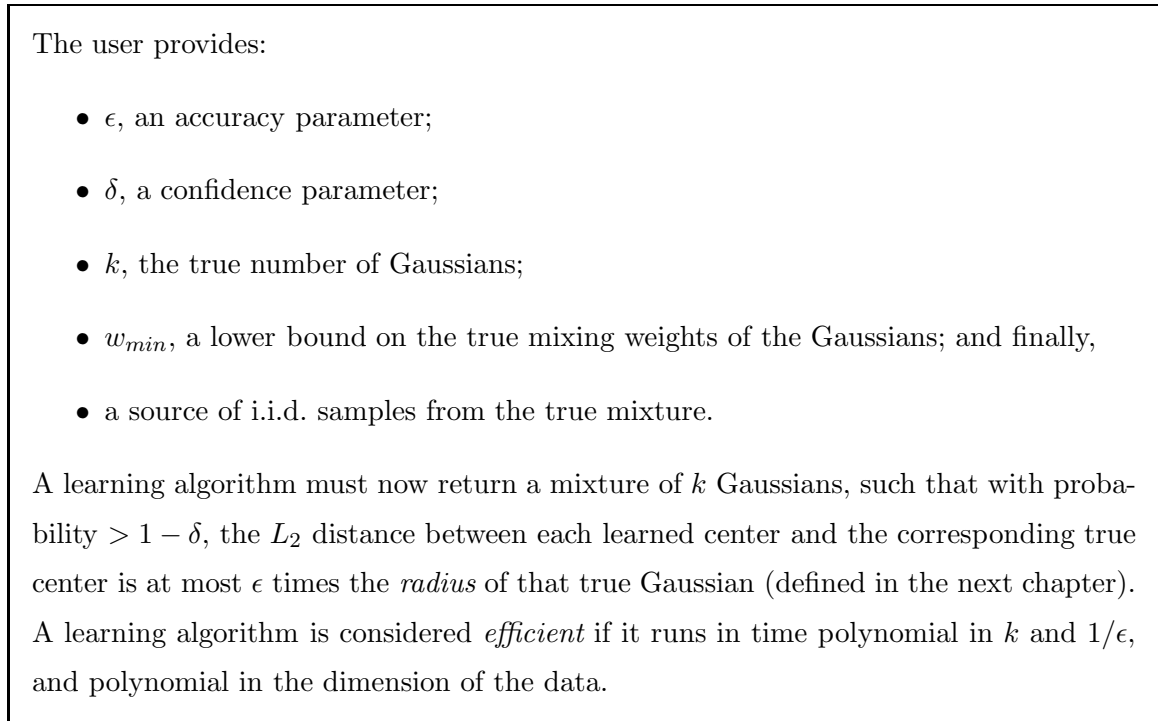 The user provides:
• ϵ, an accuracy parameter;
• δ, a confidence parameter;
• k, the true number of Gaussians;
• w_min, a lower bound on the true mixing weights of the Gaussians; and finally,
• a source of i.i.d. samples from the true mixture.
A learning algorithm must now return a mixture of k Gaussians, such that with proba-
bility > 1 − δ, the L₂ distance between each learned center and the corresponding true
center is at most ϵ times the radius of that true Gaussian (defined in the next chapter).
A learning algorithm is considered efficient if it runs in time polynomial in k and 1/ϵ,
and polynomial in the dimension of the data.